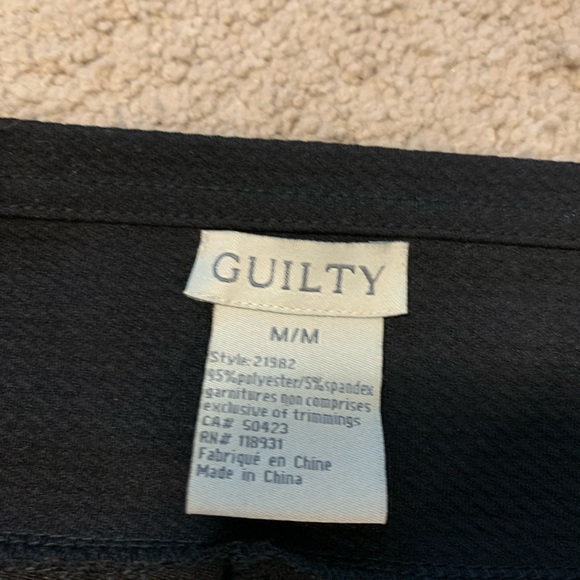 GUILTY
M/M
Style: 21982
95%polyester/5%spandex
garnitures non comprises
exclusive of trimmings
CA# 50423
RN# 118931
Fabriqué en Chine
Made in China